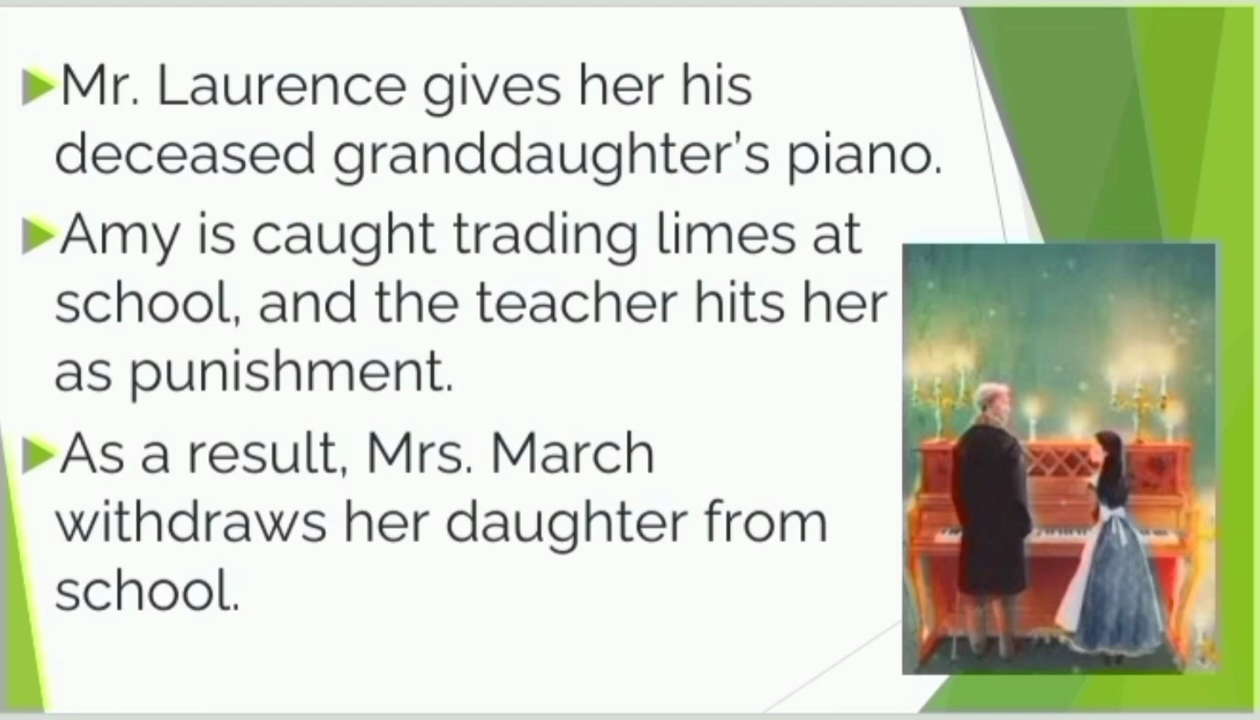 Mr. Laurence gives her his
deceased granddaughter’s piano.
Amy is caught trading limes at
school, and the teacher hits her
as punishment.
As a result, Mrs. March
withdraws her daughter from
school.